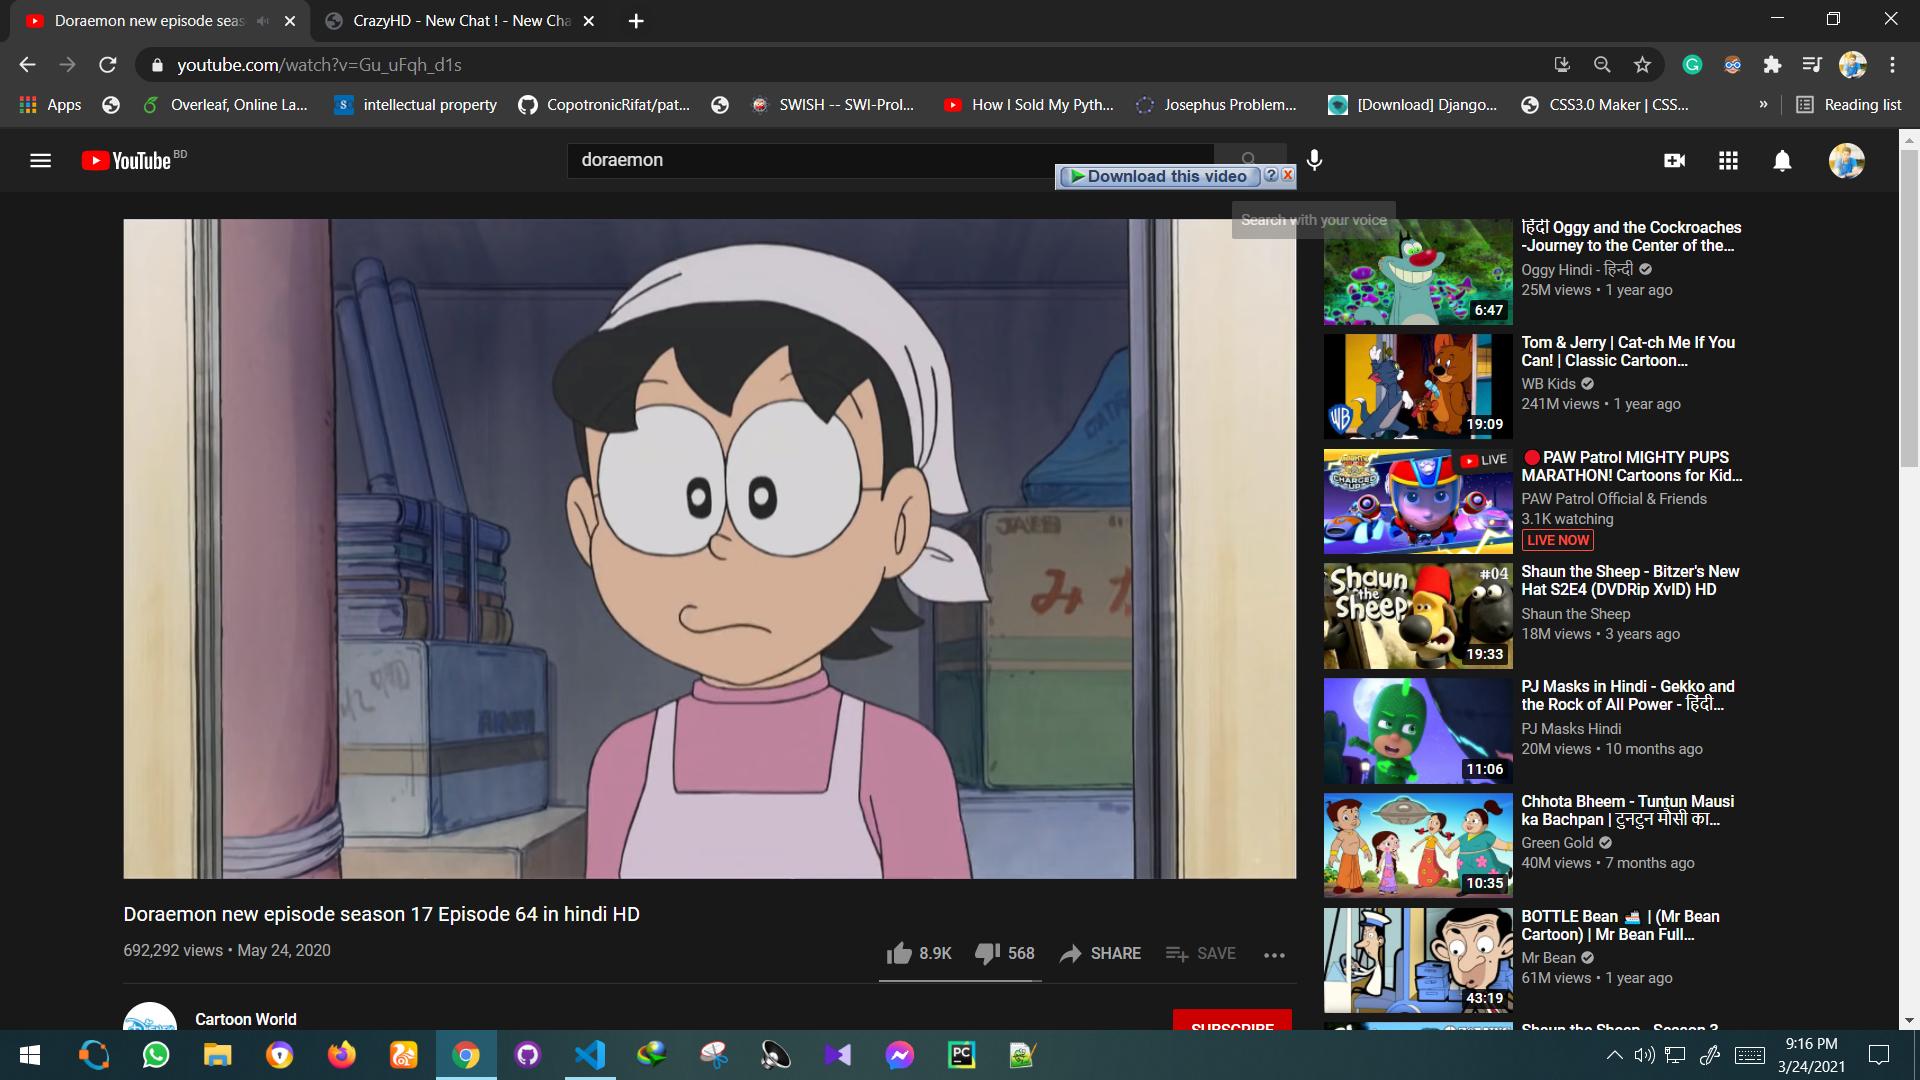 Doraemon new episode seas
CrazyHD - New Chat ! - New Cha
youtube.com/watch?v=Gu_uFqh_d1s
Apps
Overleaf, Online La...
intellectual property
CopotronicRifat/pat...
SWISH -- SWI-Prol...
How I Sold My Pyth...
Josephus Problem...
[Download] Django...
CSS3.0 Maker | CSS...
»
Reading list
YouTube BD
doraemon
Download this video
Search with your voice
हिंदी Oggy and the Cockroaches
-Journey to the Center of the...
Oggy Hindi - हिन्दी
25M views • 1 year ago
6:47
Tom & Jerry | Cat-ch Me If You
Can! | Classic Cartoon...
WB Kids
241M views • 1 year ago
WB
19:09
LIVE
PAW Patrol MIGHTY PUPS
MARATHON! Cartoons for Kid...
PAW Patrol Official & Friends
3.1K watching
LIVE NOW
Shaun the Sheep
#04
19:33
Shaun the Sheep - Bitzer's New
Hat S2E4 (DVDRip XvID) HD
Shaun the Sheep
18M views • 3 years ago
PJ Masks in Hindi - Gekko and
the Rock of All Power - हिंदी...
PJ Masks Hindi
20M views • 10 months ago
11:06
Chhota Bheem - Tuntun Mausi
ka Bachpan | टुनटुन मौसी का...
Green Gold
40M views • 7 months ago
10:35
BOTTLE Bean | (Mr Bean
Cartoon) | Mr Bean Full...
Mr Bean
61M views • 1 year ago
43:19
み
Doraemon new episode season 17 Episode 64 in hindi HD
692,292 views • May 24, 2020
8.9K
568
SHARE
SAVE
Cartoon World
SUBSCRIBE
Shaun the Sheep - Season 3
9:16 PM
3/24/2021